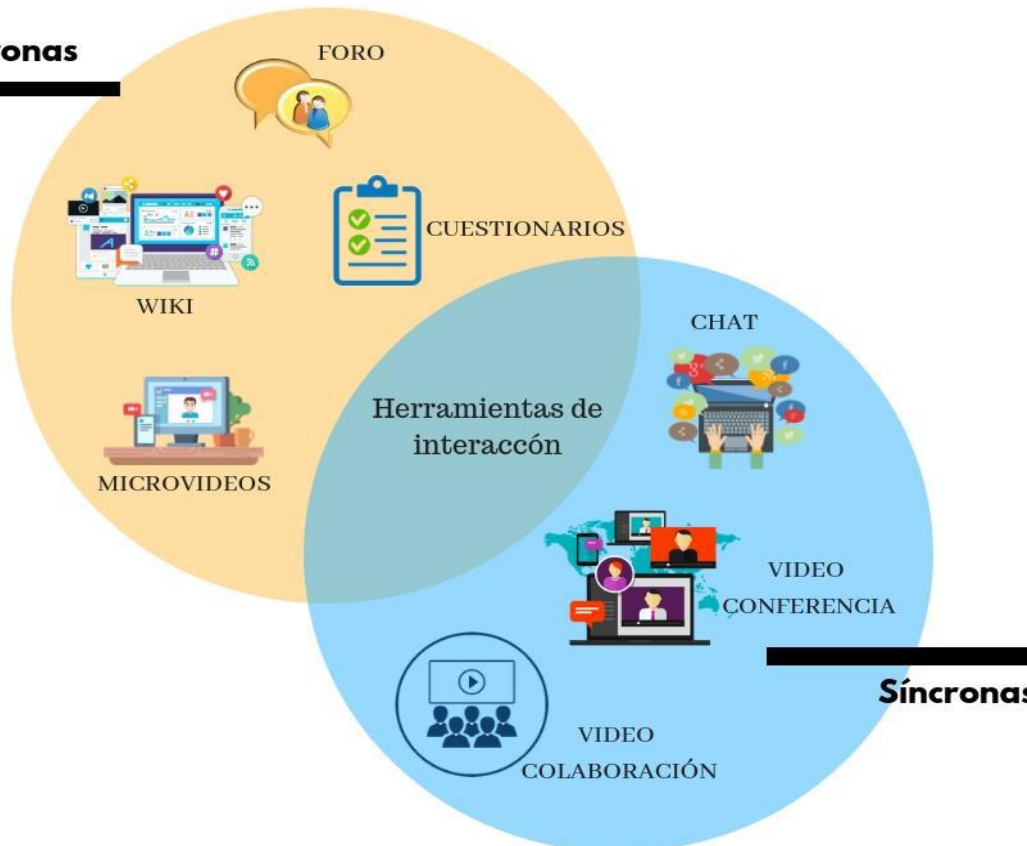 onas
FORO
CUESTIONARIOS
WIKI
CHAT
Herramientas de
interaccón
MICROVIDEOS
VIDEO
CONFERENCIA
Síncronas
VIDEO
COLABORACIÓN